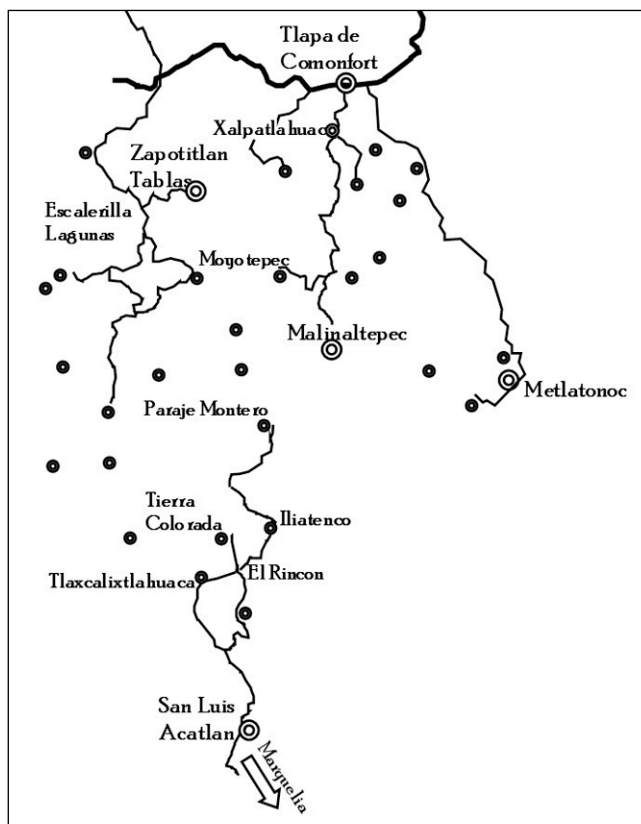 Tlapa de
Comonfort
Xalpatlahuac
Zapotitlan
Tablas
Escalerilla
Lagunas
Moyotepec
Malinaltepec
Metlatonoc
Paraje Montero
Tierra
Colorada
Iliatenco
Tlaxcalixtlahuaca
El Rincon
San Luis
Acatlan
Marquelia